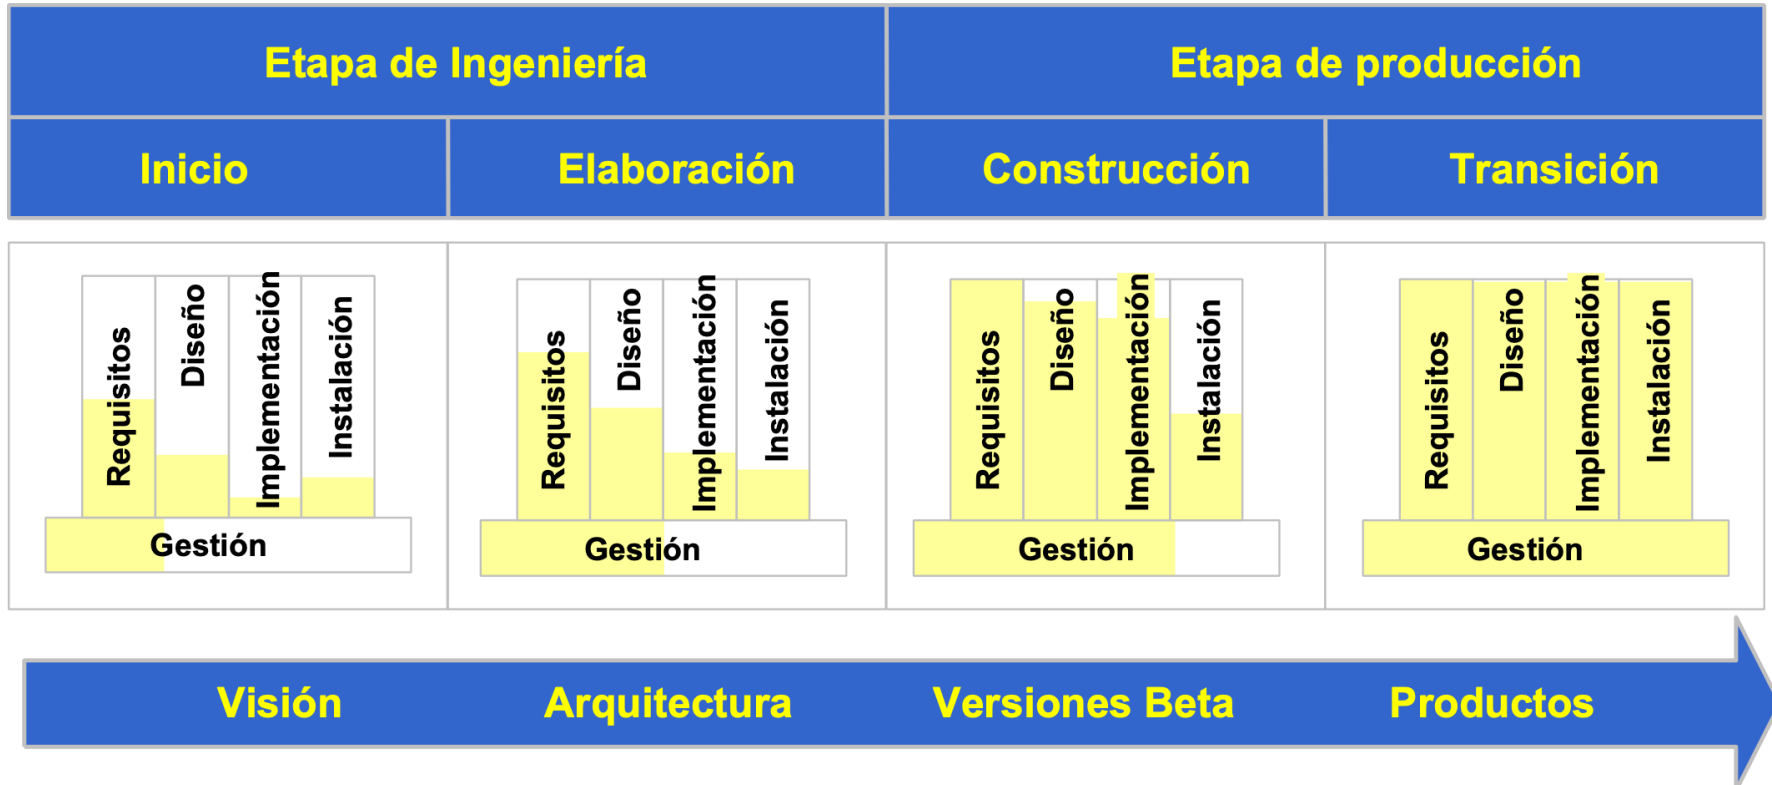 Etapa de Ingeniería
Etapa de producción
Inicio
Elaboración
Construcción
Transición
Requisitos
Diseño
Implementación
Instalación
Gestión
Requisitos
Diseño
Implementación
Instalación
Gestión
Requisitos
Diseño
Implementación
Instalación
Gestión
Requisitos
Diseño
Implementación
Instalación
Gestión
Visión
Arquitectura
Versiones Beta
Productos